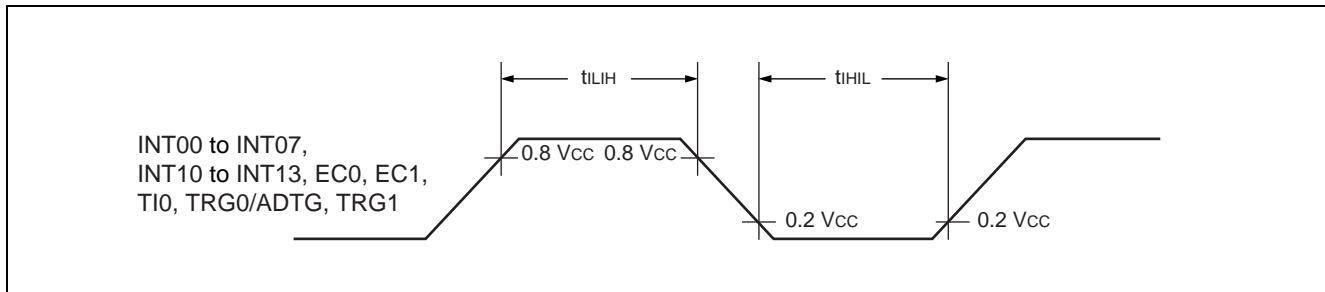 tILIH
tIHIL
INT00 to INT07,
INT10 to INT13, EC0, EC1,
TI0, TRG0/ADTG, TRG1
0.8 VCC 0.8 VCC
0.2 VCC
0.2 VCC